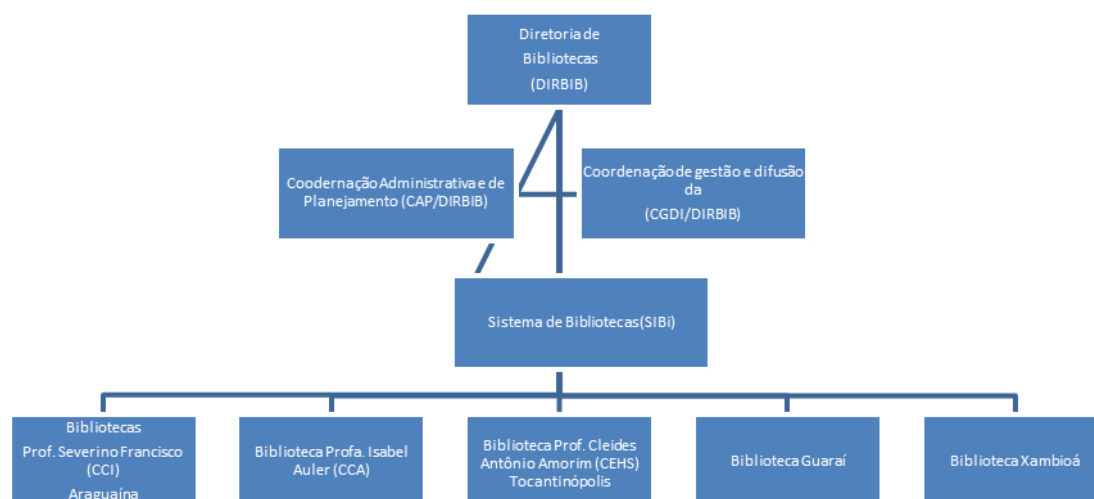 Diretoria de
Bibliotecas
(DIRBIB)
Coodernação Administrativa e de
Planejamento (CAP/DIRBIB)
Coordenação de gestão e difusão
da
(CGDI/DIRBIB)
Sistema de Bibliotecas(SIBi)
Bibliotecas
Prof. Severino Francisco
(CCI)
Araguaína
Biblioteca Profa. Isabel
Auler (CCA)
Biblioteca Prof. Cleides
Antônio Amorim (CEHS)
Tocantinópolis
Biblioteca Guaraí
Biblioteca Xambioá